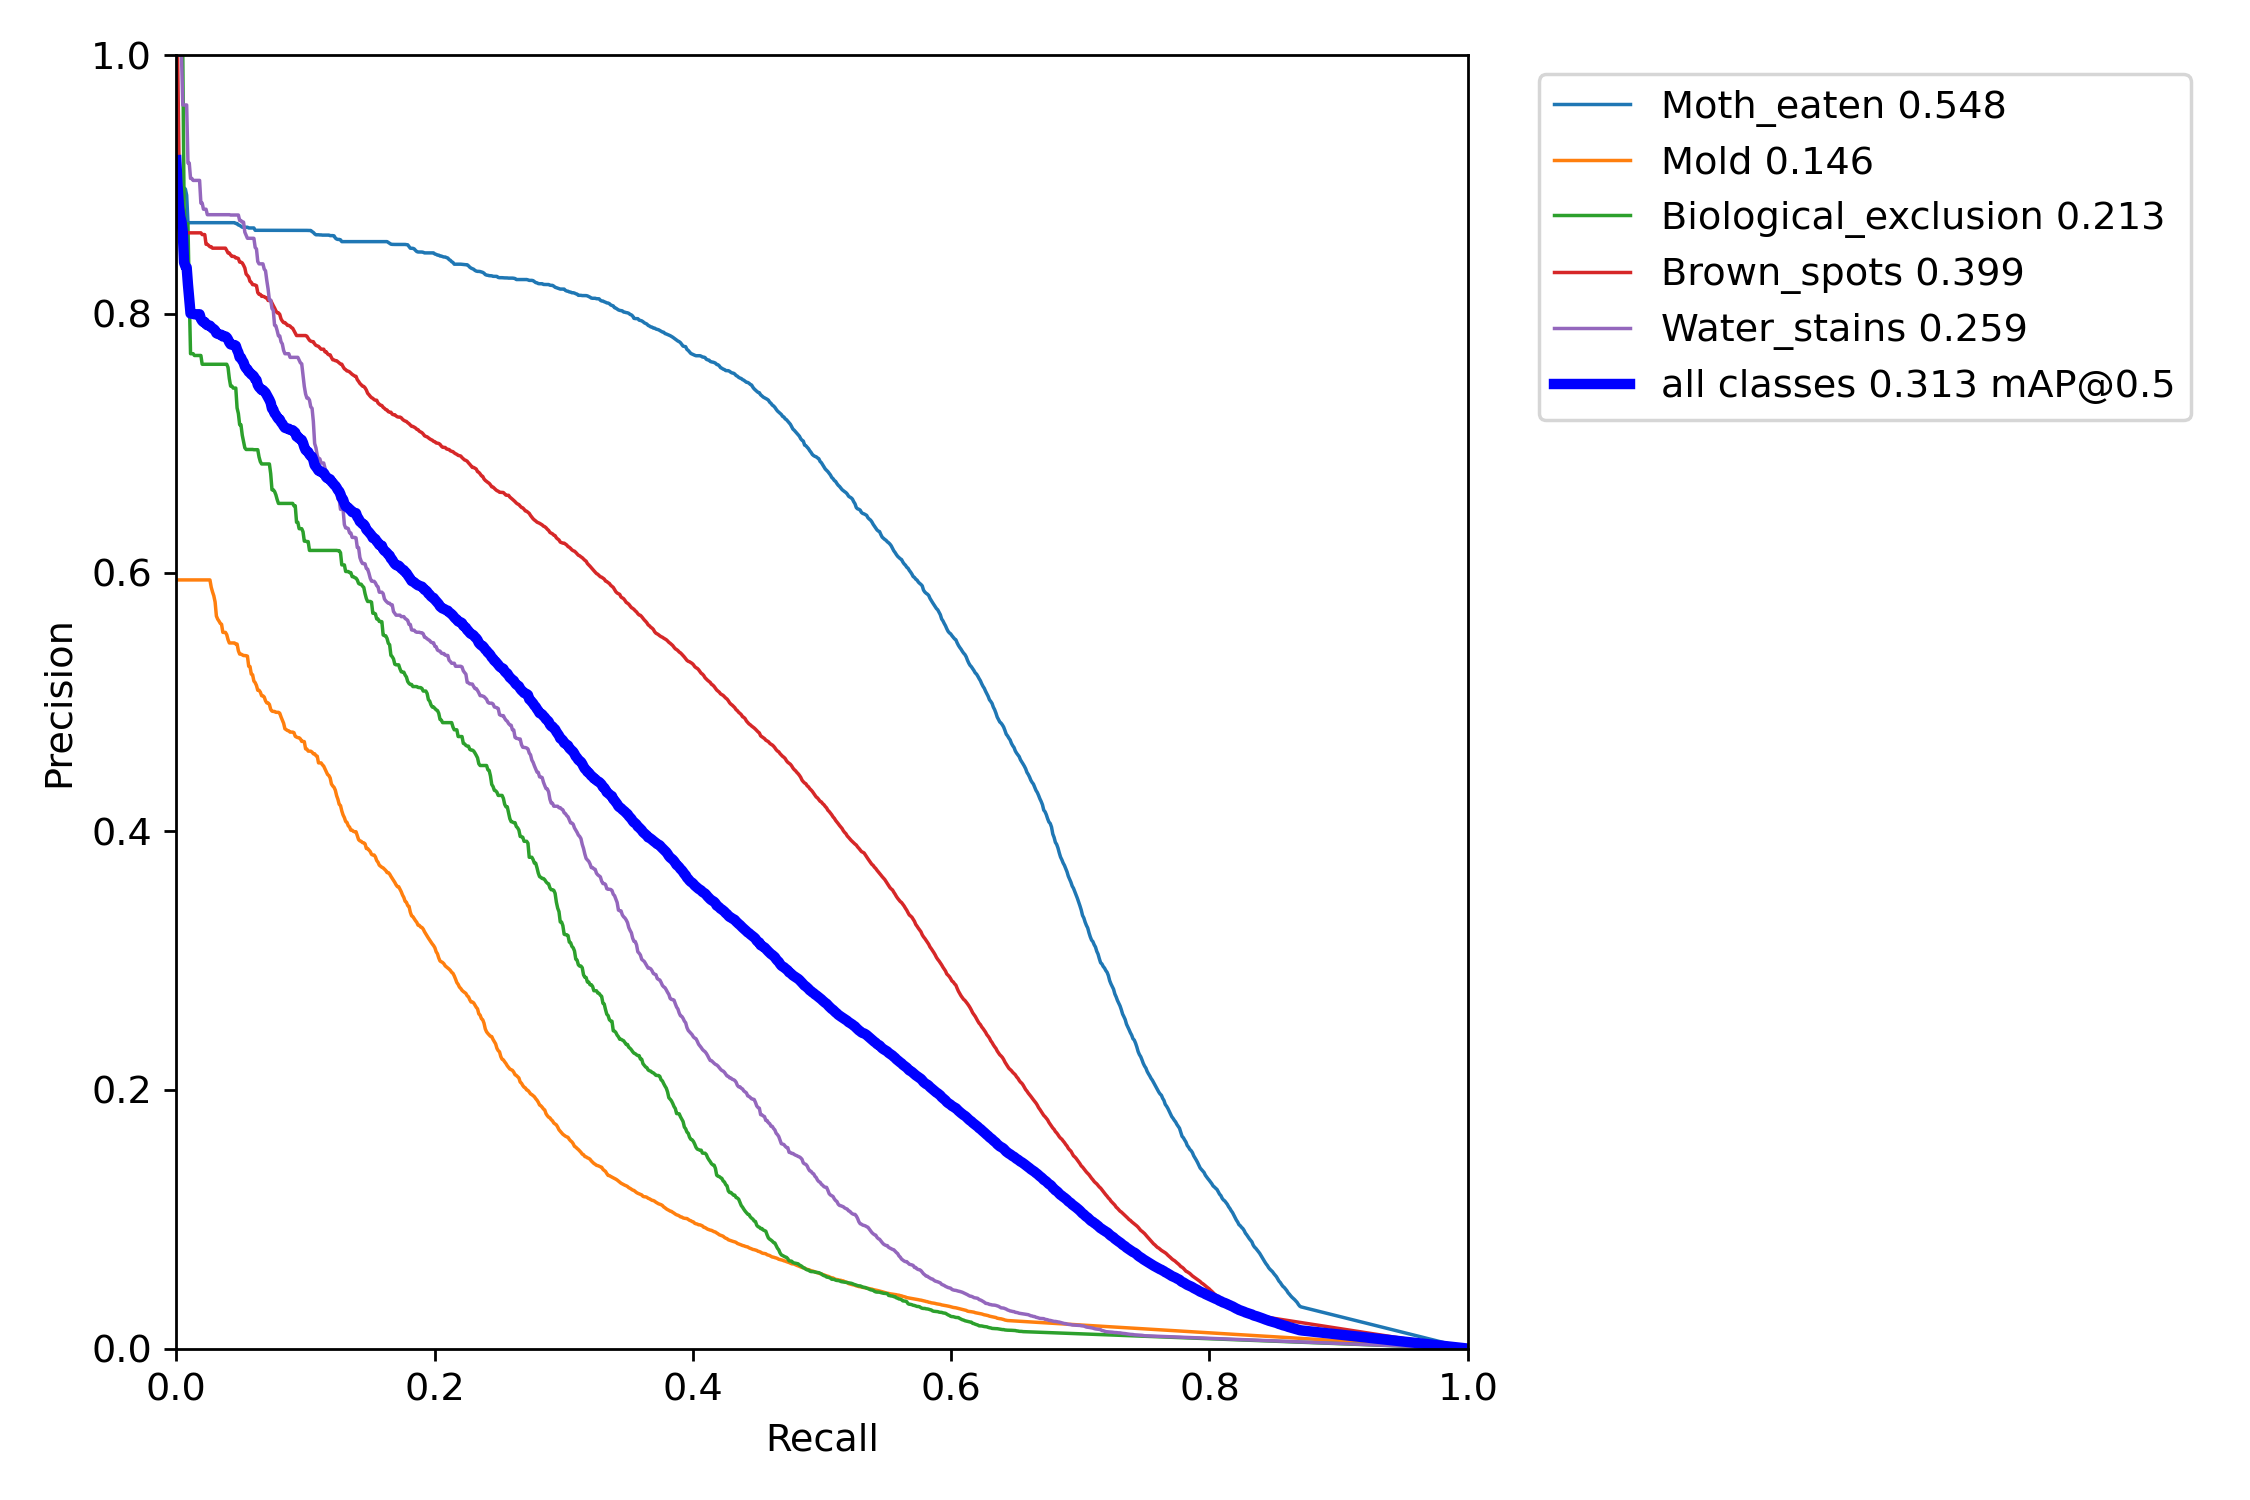 1.0
0.8
0.6
0.4
0.2
0.0
Precision
0.0 0.2 0.4 0.6 0.8 1.0
Recall
Moth_eaten 0.548
Mold 0.146
Biological_exclusion 0.213
Brown_spots 0.399
Water_stains 0.259
all classes 0.313 mAP@0.5